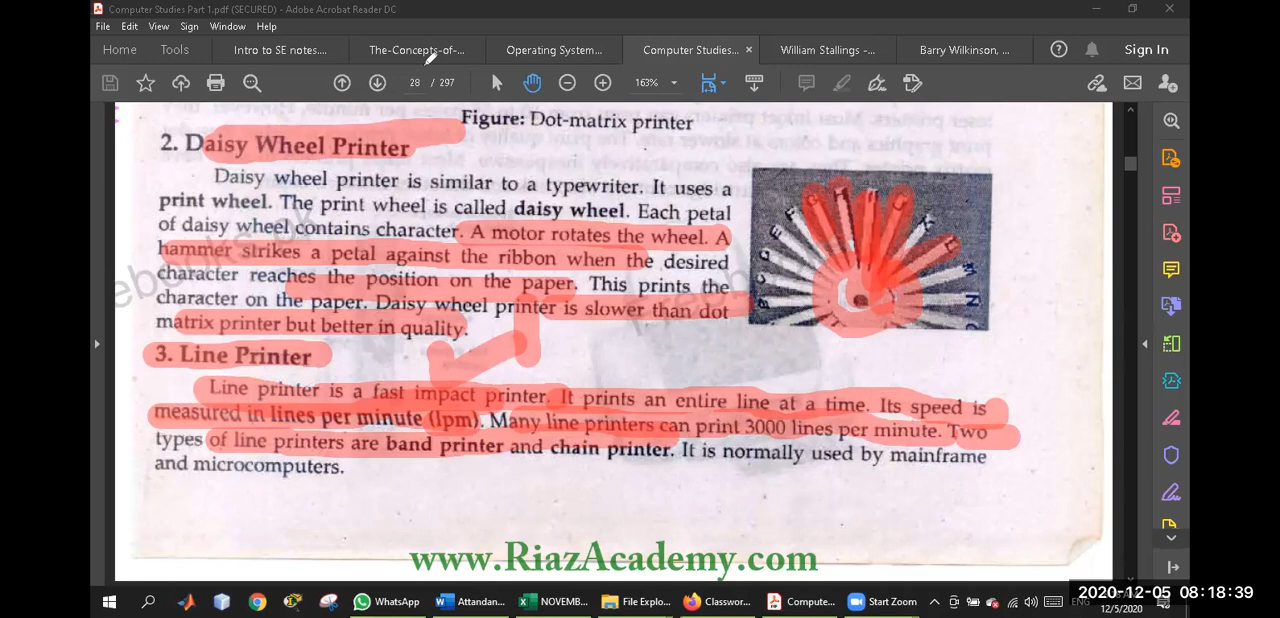 Computer Studies Part 1.pdf (SECURED) - Adobe Acrobat Reader DC
File Edit View Sign Window Help
Home Tools Intro to SE notes.... The-Concepts-of-... Operating System... Computer Studies... × William Stallings -... Barry Wilkinson, ... Sign In
28 / 297 163%
Figure: Dot-matrix printer
2. Daisy Wheel Printer
Daisy wheel printer is similar to a typewriter. It uses a
print wheel. The print wheel is called daisy wheel. Each petal
of daisy wheel contains character. A motor rotates the wheel. A
hammer strikes a petal against the ribbon when the desired
character reaches the position on the paper. This prints the
character on the paper. Daisy wheel printer is slower than dot
matrix printer but better in quality.
3. Line Printer
Line printer is a fast impact printer. It prints an entire line at a time. Its speed is
measured in lines per minute (lpm). Many line printers can print 3000 lines per minute. Two
types of line printers are band printer and chain printer. It is normally used by mainframe
and microcomputers.
www.RiazAcademy.com
WhatsApp Attandan... NOVEMB... File Explo... Classwor... Compute... Start Zoom ENG
2020-12-05 08:18:39
12/5/2020